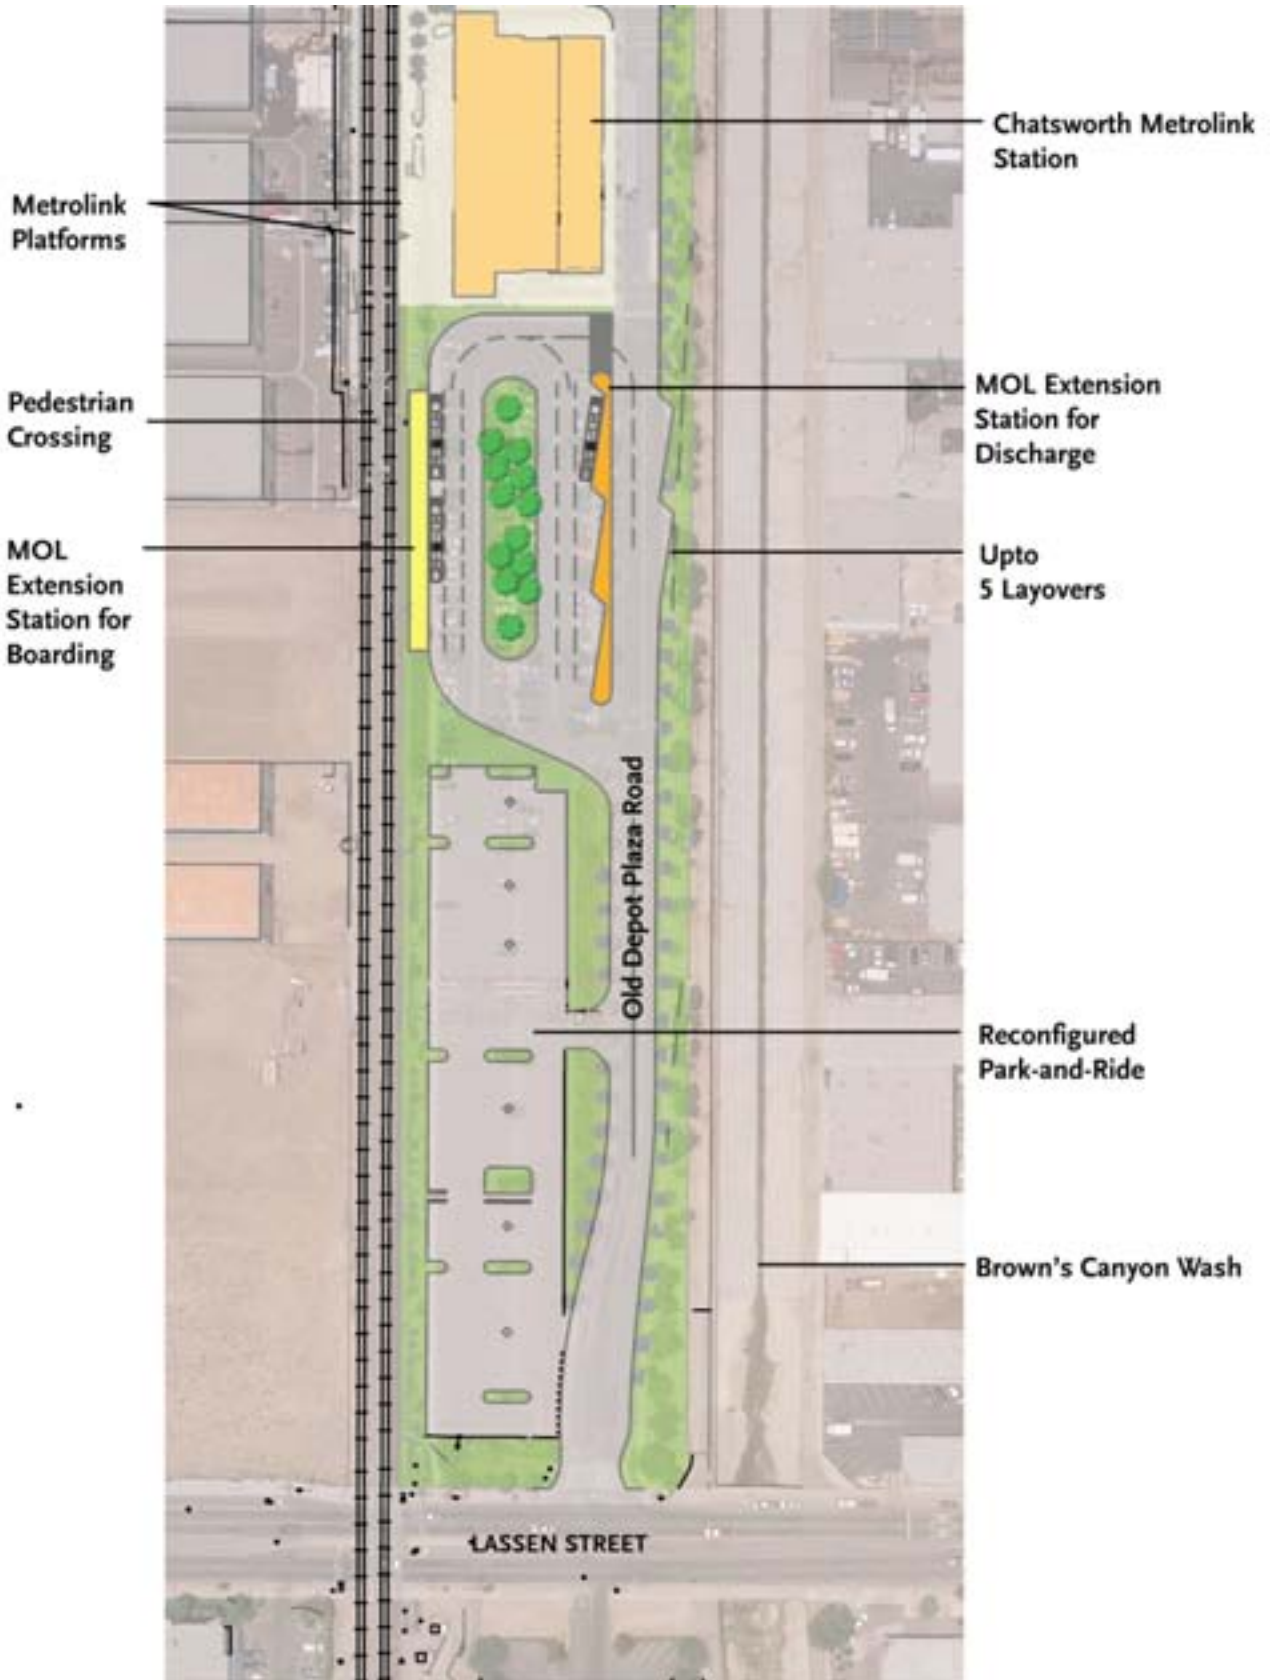 Chatsworth Metrolink
Station
Metrolink
Platforms
MOL Extension
Station for
Discharge
Pedestrian
Crossing
MOL
Extension
Station for
Boarding
Upto
5 Layovers
Old Depot Plaza Road
Reconfigured
Park-and-Ride
Brown's Canyon Wash
LASSEN STREET